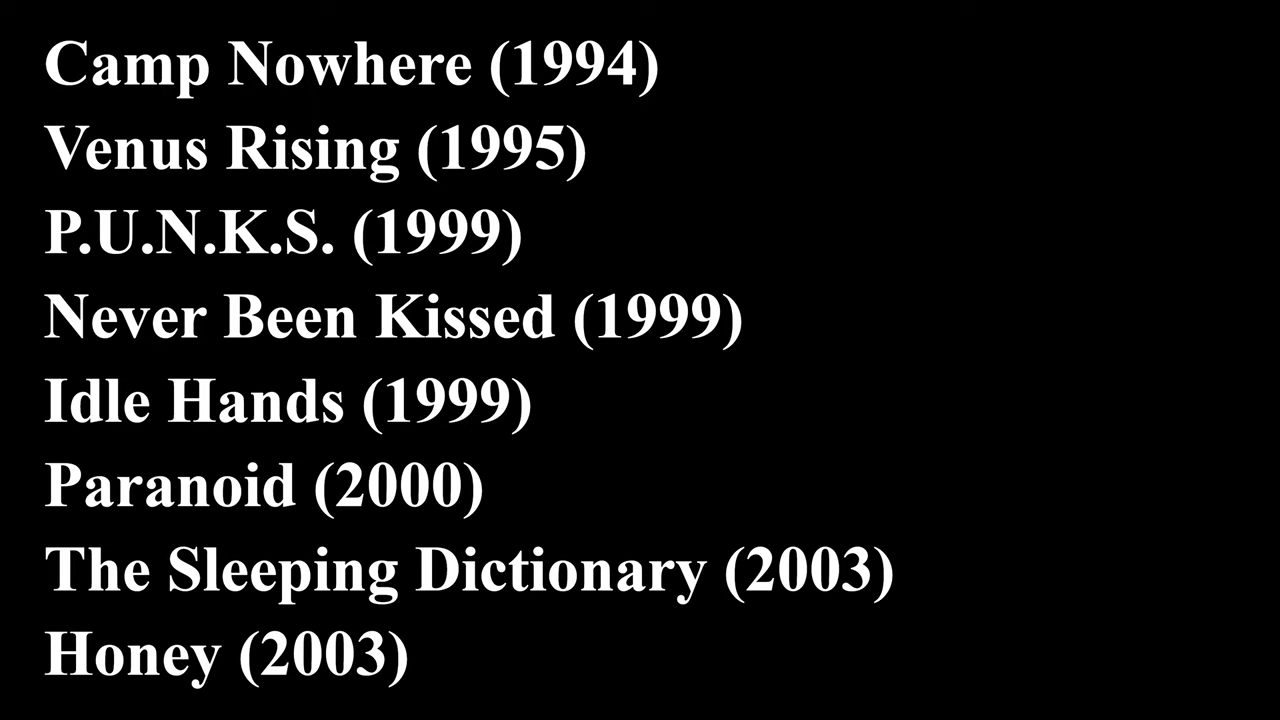 Camp Nowhere (1994)
Venus Rising (1995)
P.U.N.K.S. (1999)
Never Been Kissed (1999)
Idle Hands (1999)
Paranoid (2000)
The Sleeping Dictionary (2003)
Honey (2003)